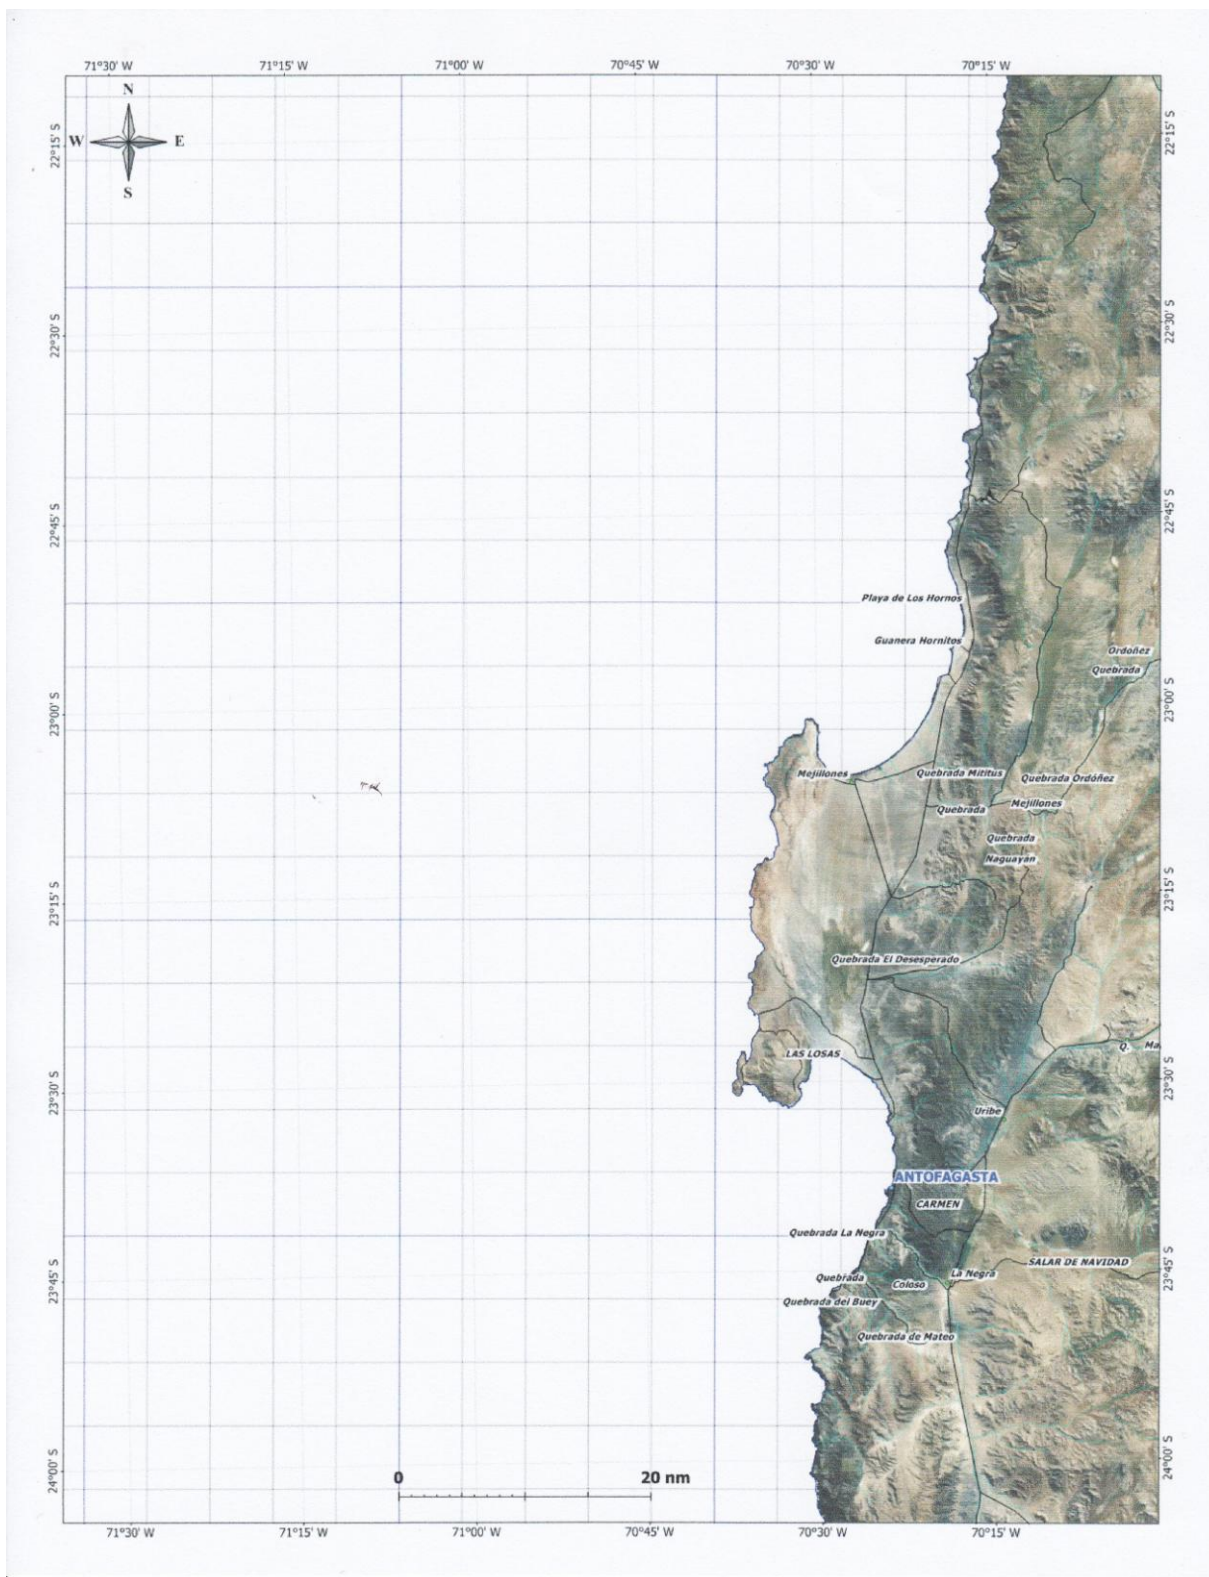 71°30' W 71°15' W 71°00' W 70°45' W 70°30' W 70°15' W
N
W E
S
22°15' S 22°15' S
22°30' S 22°30' S
22°45' S 22°45' S
Playa de Los Hornos
Guanera Hornitos
Ordoñez
Quebrada
23°00' S 23°00' S
Mejillones Quebrada Mititus Quebrada Ordóñez
Quebrada Mejillones
Quebrada
Naguayán
23°15' S 23°15' S
Quebrada El Desesperado
Q. Ma
LAS LOSAS
23°30' S 23°30' S
Uribe
ANTOFAGASTA
CARMEN
Quebrada La Negra
SALAR DE NAVIDAD
23°45' S Quebrada Coloso La Negra 23°45' S
Quebrada del Buey
Quebrada de Mateo
24°00' S 24°00' S
0 20 nm
71°30' W 71°15' W 71°00' W 70°45' W 70°30' W 70°15' W